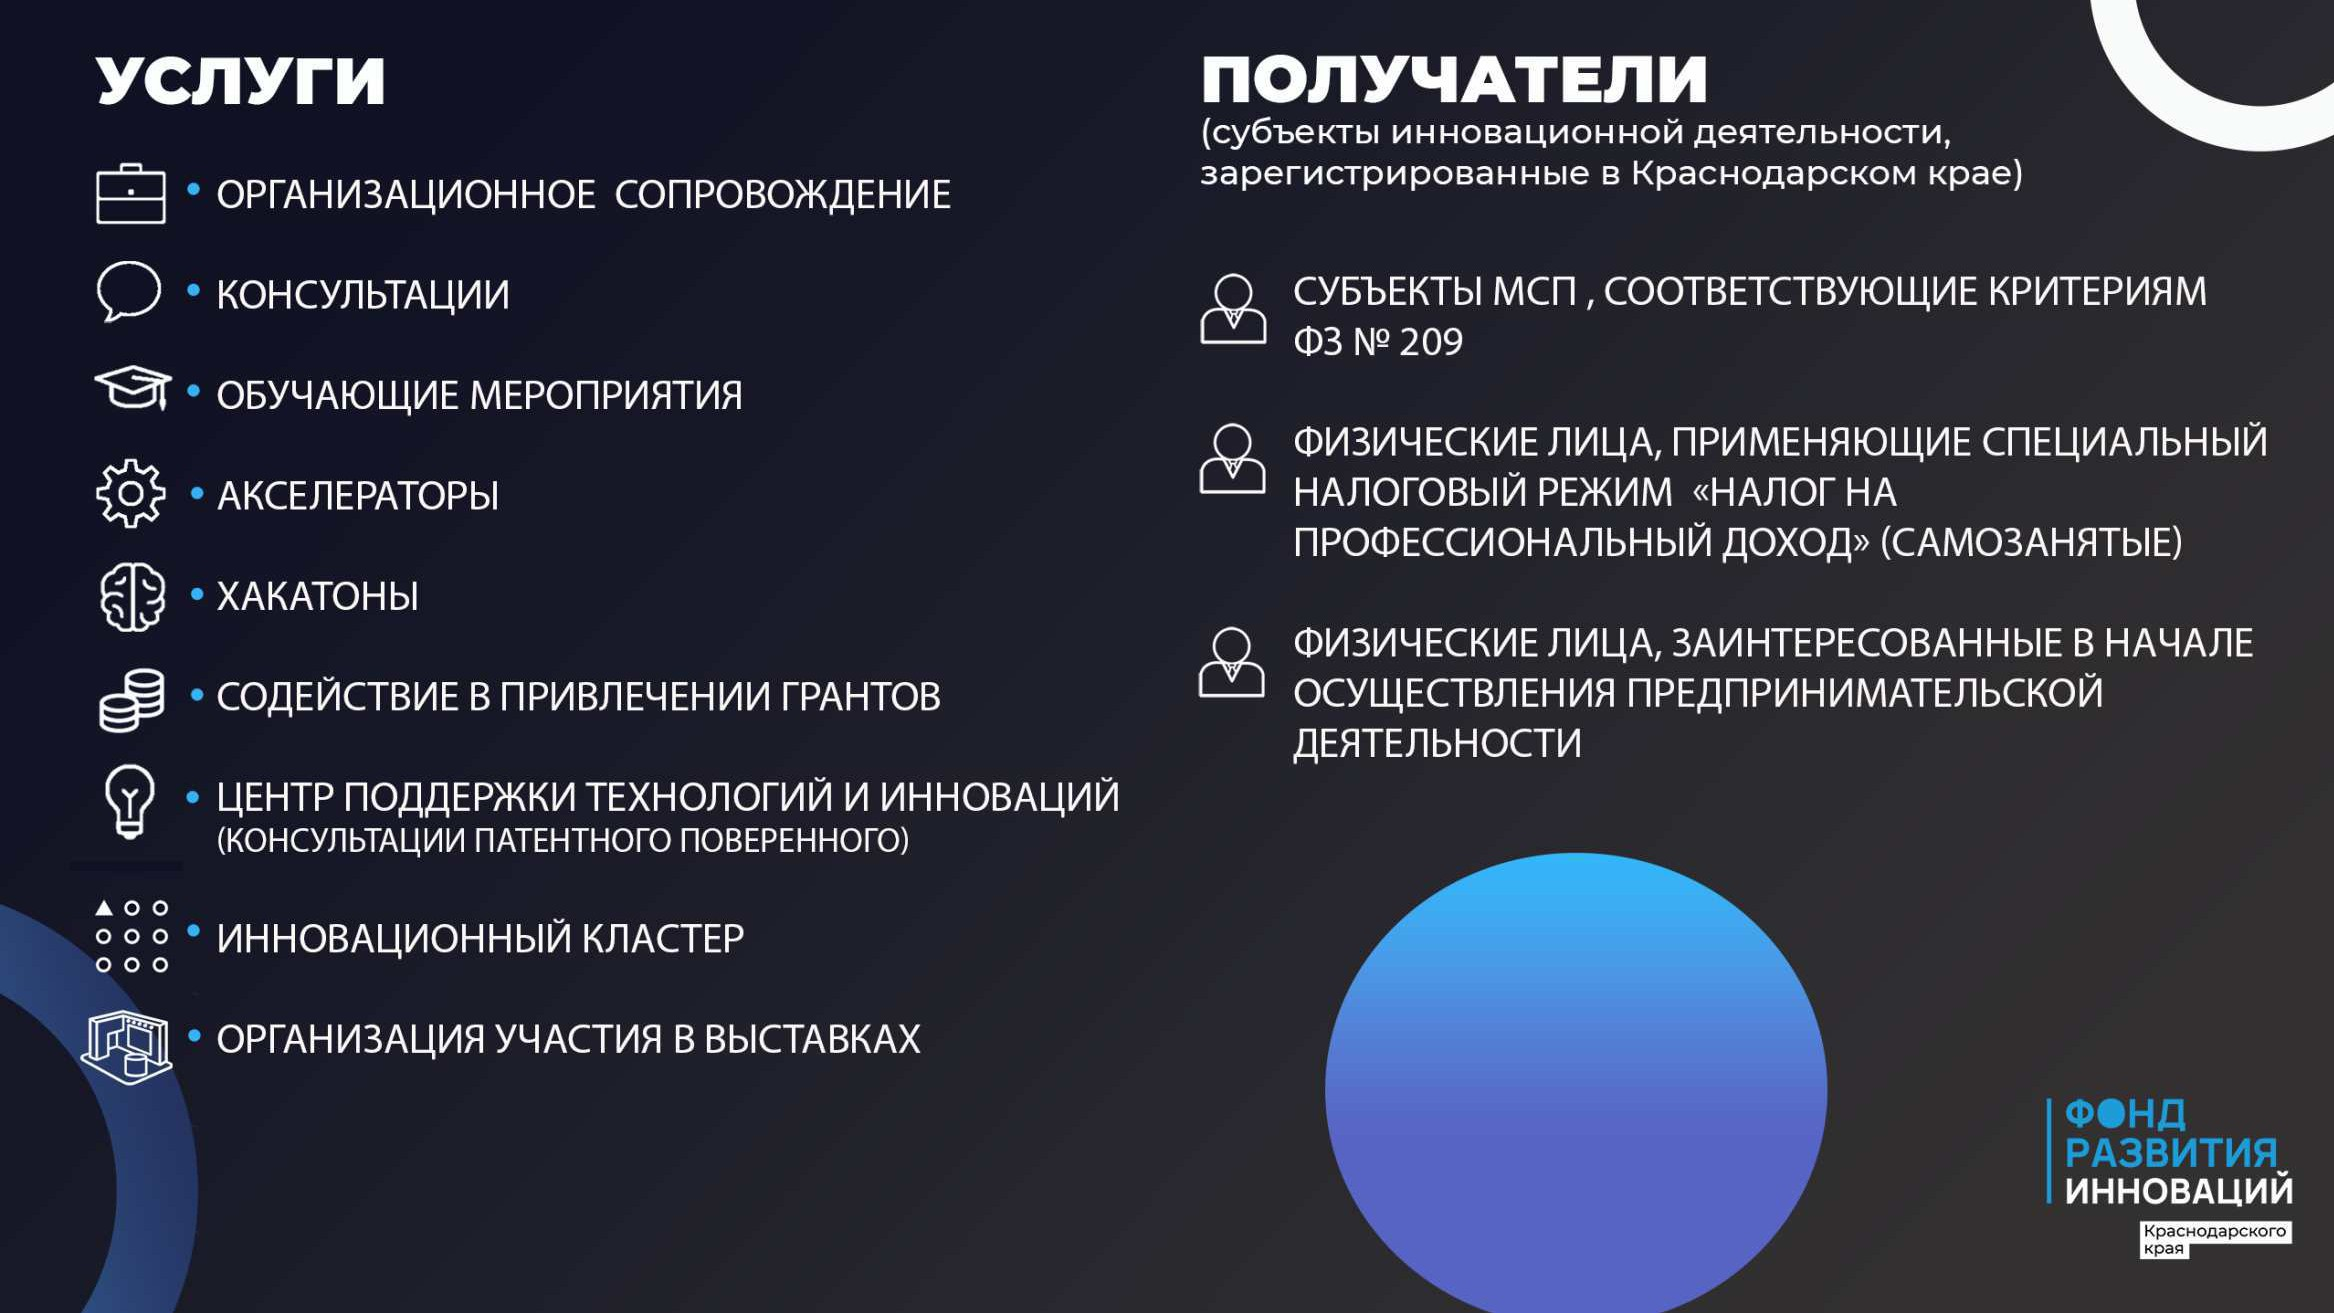 УСЛУГИ
• ОРГАНИЗАЦИОННОЕ СОПРОВОЖДЕНИЕ
• КОНСУЛЬТАЦИИ
• ОБУЧАЮЩИЕ МЕРОПРИЯТИЯ
• АКСЕЛЕРАТОРЫ
• ХАКАТОНЫ
• СОДЕЙСТВИЕ В ПРИВЛЕЧЕНИИ ГРАНТОВ
• ЦЕНТР ПОДДЕРЖКИ ТЕХНОЛОГИЙ И ИННОВАЦИЙ
(КОНСУЛЬТАЦИИ ПАТЕНТНОГО ПОВЕРЕННОГО)
• ИННОВАЦИОННЫЙ КЛАСТЕР
• ОРГАНИЗАЦИЯ УЧАСТИЯ В ВЫСТАВКАХ
ПОЛУЧАТЕЛИ
(субъекты инновационной деятельности,
зарегистрированные в Краснодарском крае)
СУБЪЕКТЫ МСП , СООТВЕТСТВУЮЩИЕ КРИТЕРИЯМ
ФЗ № 209
ФИЗИЧЕСКИЕ ЛИЦА, ПРИМЕНЯЮЩИЕ СПЕЦИАЛЬНЫЙ
НАЛОГОВЫЙ РЕЖИМ «НАЛОГ НА
ПРОФЕССИОНАЛЬНЫЙ ДОХОД» (САМОЗАНЯТЫЕ)
ФИЗИЧЕСКИЕ ЛИЦА, ЗАИНТЕРЕСОВАННЫЕ В НАЧАЛЕ
ОСУЩЕСТВЛЕНИЯ ПРЕДПРИНИМАТЕЛЬСКОЙ
ДЕЯТЕЛЬНОСТИ
ФОНД
РАЗВИТИЯ
ИННОВАЦИЙ
Краснодарского
края